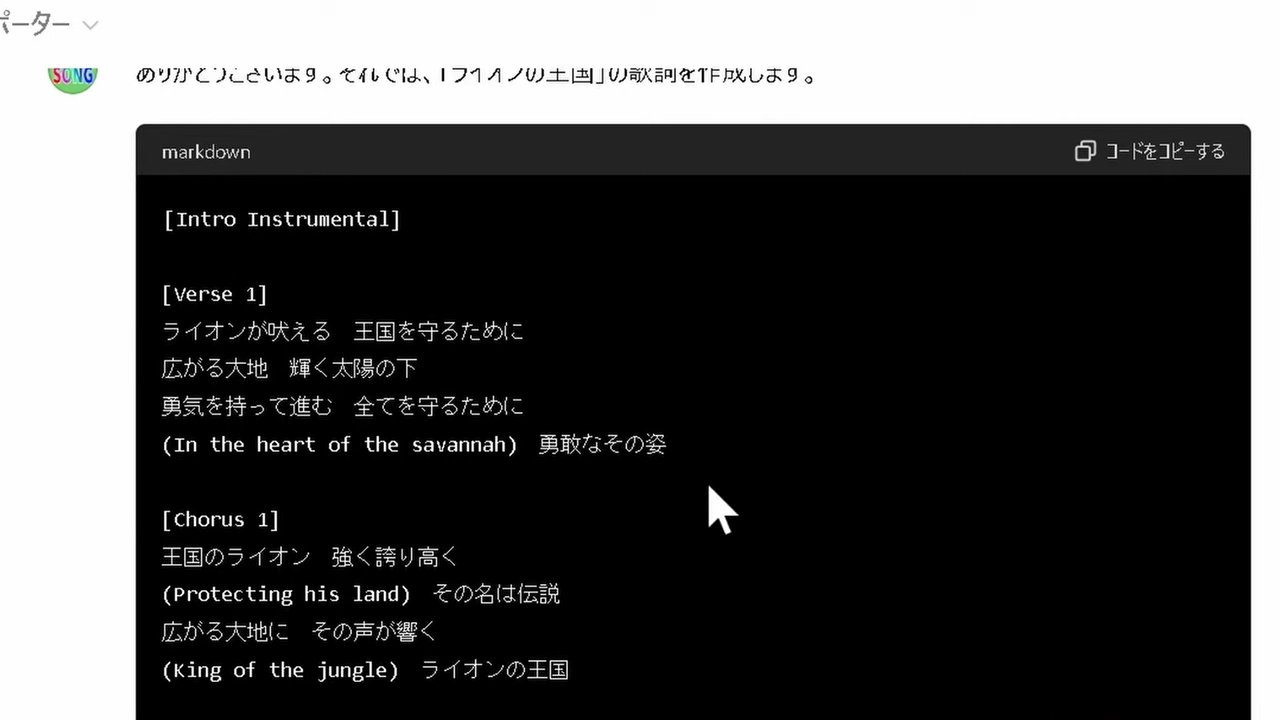 ポーター
SONG
ありがとうございます。それでは、「ライオンの王国」の歌詞を作成します。
markdown
コードをコピーする
[Intro Instrumental]
[Verse 1]
ライオンが吠える　王国を守るために
広がる大地　輝く太陽の下
勇気を持って進む　全てを守るために
(In the heart of the savannah)　勇敢なその姿
[Chorus 1]
王国のライオン　強く誇り高く
(Protecting his land)　その名は伝説
広がる大地に　その声が響く
(King of the jungle)　ライオンの王国